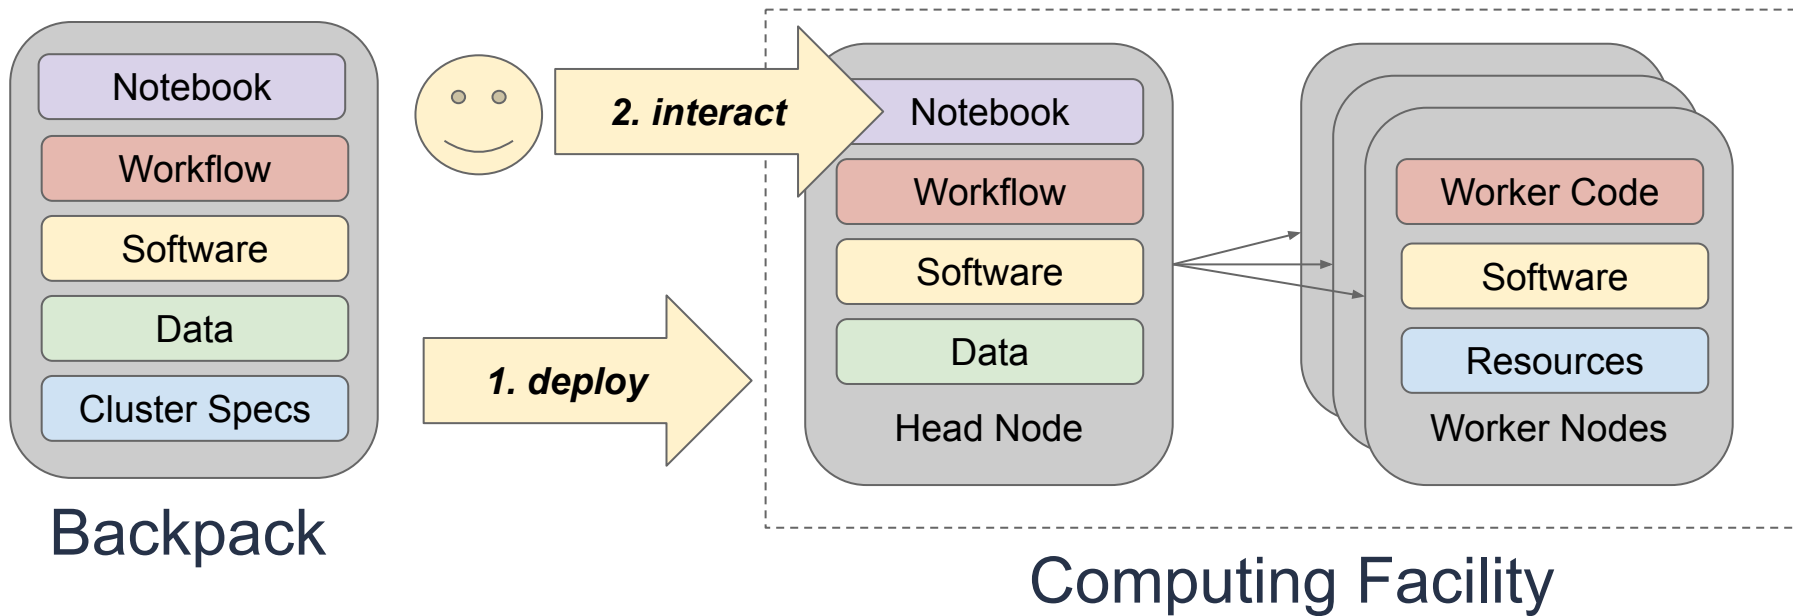 Notebook
Workflow
Software
Data
Cluster Specs
Backpack
2. interact
1. deploy
Notebook
Workflow
Software
Data
Head Node
Worker Code
Software
Resources
Worker Nodes
Computing Facility